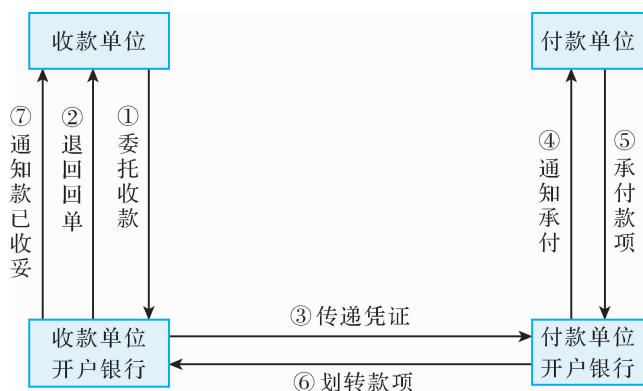 收款单位
付款单位
⑦通知款已收妥
②退回回单
①委托收款
④通知承付
⑤承付款项
③传递凭证
收款单位
开户银行
付款单位
开户银行
⑥划转款项